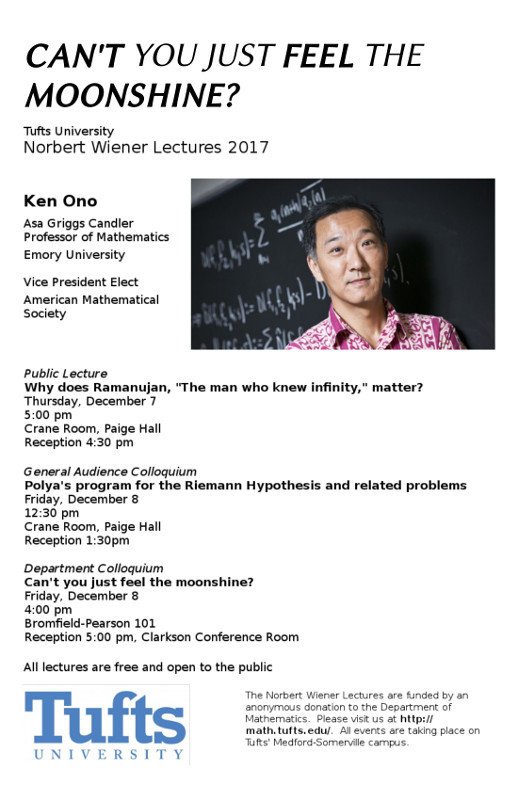 CAN'T YOU JUST FEEL THE
MOONSHINE?
Tufts University
Norbert Wiener Lectures 2017
Ken Ono
Asa Griggs Candler
Professor of Mathematics
Emory University
Vice President Elect
American Mathematical
Society
Public Lecture
Why does Ramanujan, "The man who knew infinity," matter?
Thursday, December 7
5:00 pm
Crane Room, Paige Hall
Reception 4:30 pm
General Audience Colloquium
Polya's program for the Riemann Hypothesis and related problems
Friday, December 8
12:30 pm
Crane Room, Paige Hall
Reception 1:30pm
Department Colloquium
Can't you just feel the moonshine?
Friday, December 8
4:00 pm
Bromfield-Pearson 101
Reception 5:00 pm, Clarkson Conference Room
All lectures are free and open to the public
Tufts
UNIVERSITY
The Norbert Wiener Lectures are funded by an
anonymous donation to the Department of
Mathematics.  Please visit us at http://
math.tufts.edu/.  All events are taking place on
Tufts' Medford-Somerville campus.